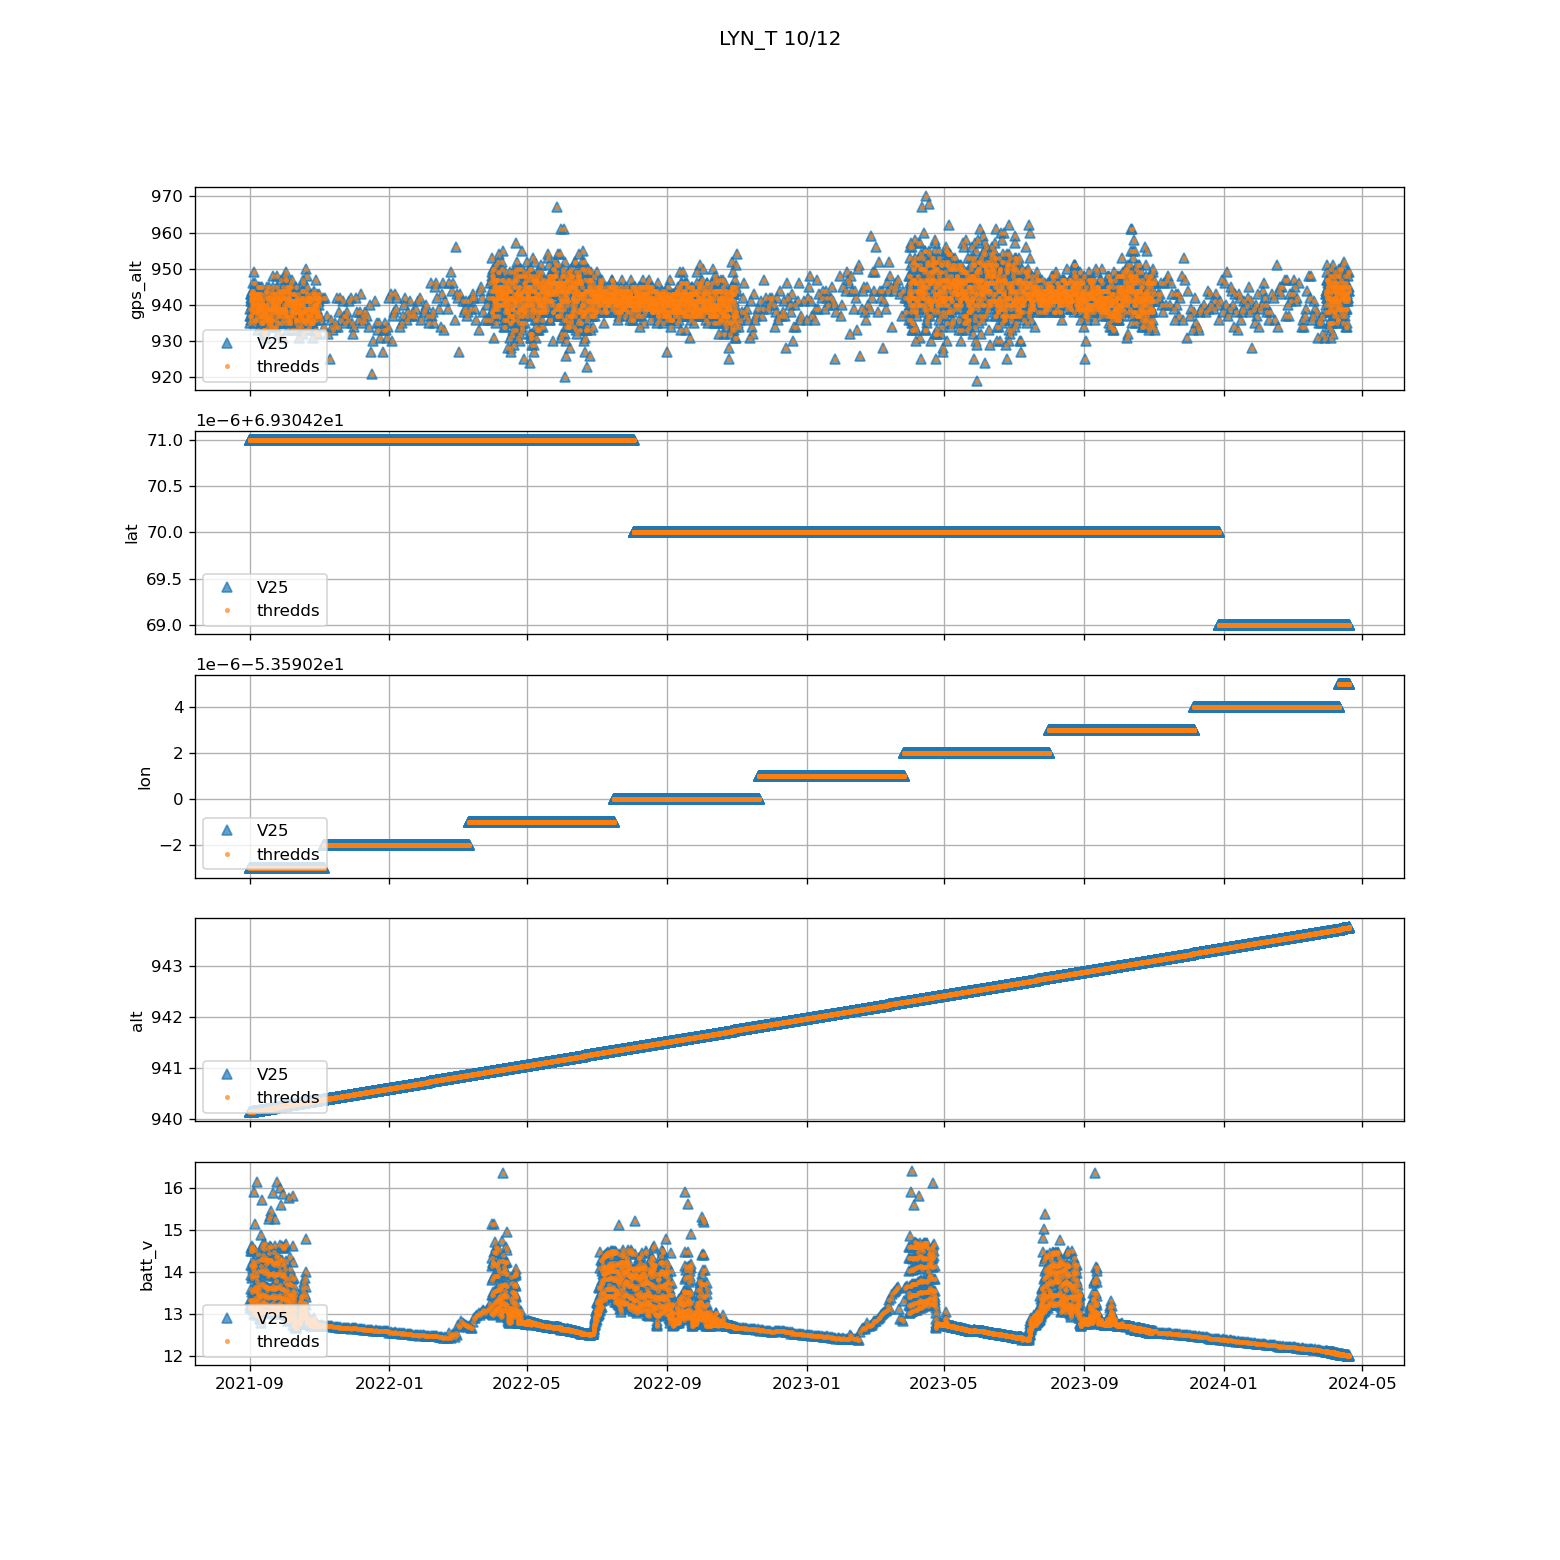 LYN_T 10/12
970
960
950
940
930
920
gps_alt
V25
thredds
1e−6+6.93042e1
71.0
70.5
70.0
69.5
69.0
lat
V25
thredds
1e−6−5.35902e1
4
2
0
−2
lon
V25
thredds
943
942
941
940
alt
V25
thredds
16
15
14
13
12
batt_v
V25
thredds
2021-09 2022-01 2022-05 2022-09 2023-01 2023-05 2023-09 2024-01 2024-05